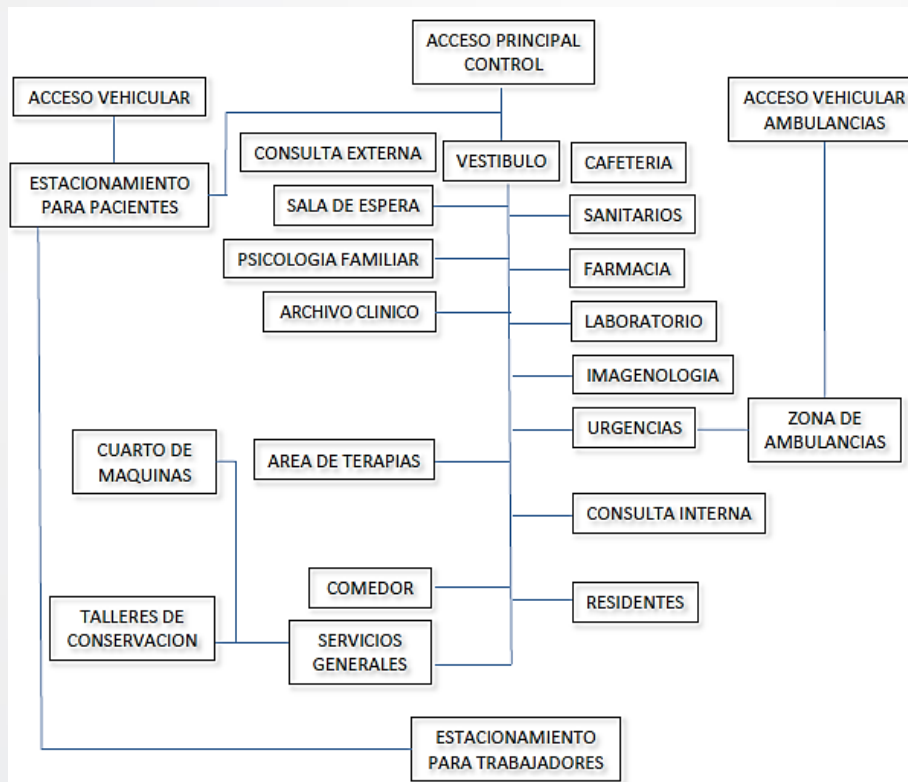 ACCESO PRINCIPAL
CONTROL
ACCESO VEHICULAR
ACCESO VEHICULAR
AMBULANCIAS
CONSULTA EXTERNA
VESTIBULO
CAFETERIA
ESTACIONAMIENTO
PARA PACIENTES
SALA DE ESPERA
SANITARIOS
PSICOLOGIA FAMILIAR
FARMACIA
ARCHIVO CLINICO
LABORATORIO
IMAGENOLOGIA
URGENCIAS
ZONA DE
AMBULANCIAS
CUARTO DE
MAQUINAS
AREA DE TERAPIAS
CONSULTA INTERNA
COMEDOR
RESIDENTES
TALLERES DE
CONSERVACION
SERVICIOS
GENERALES
ESTACIONAMIENTO
PARA TRABAJADORES